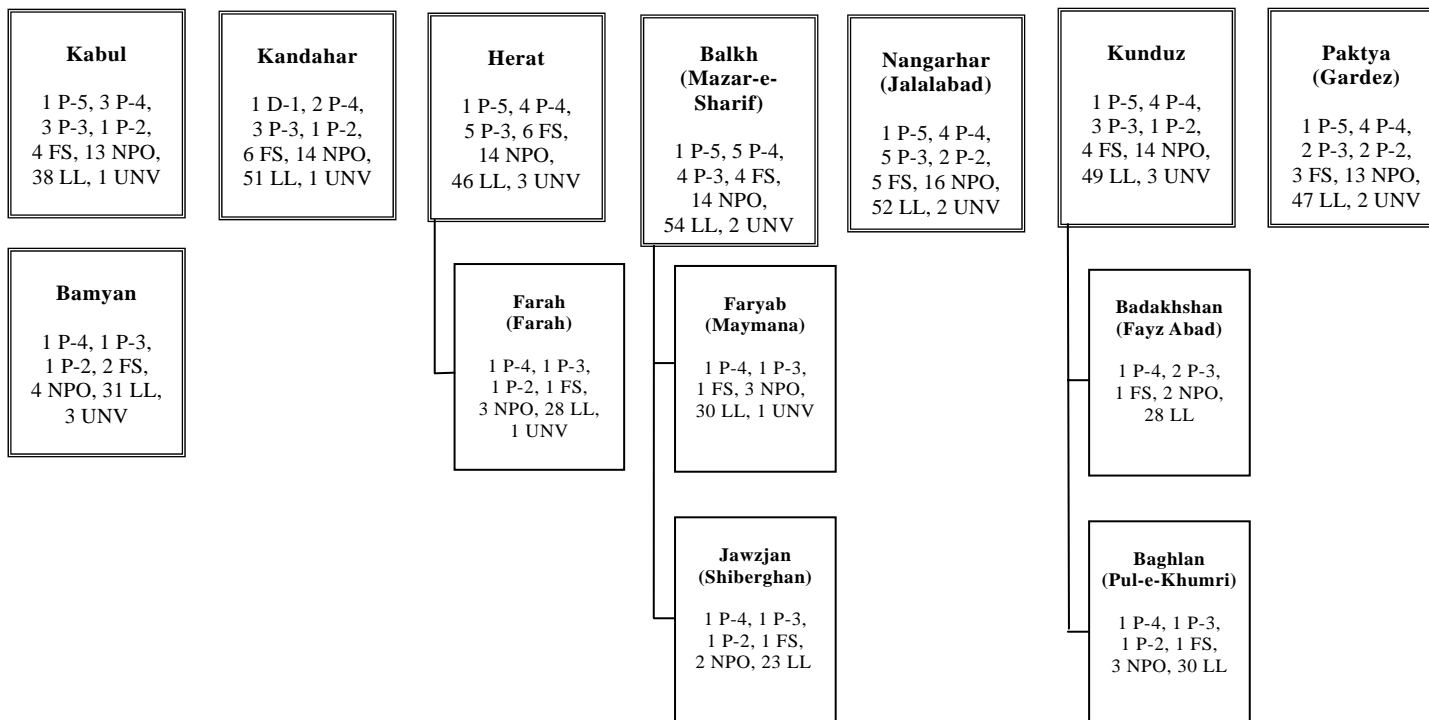 Kabul
1 P-5, 3 P-4,
3 P-3, 1 P-2,
4 FS, 13 NPO,
38 LL, 1 UNV
Kandahar
1 D-1, 2 P-4,
3 P-3, 1 P-2,
6 FS, 14 NPO,
51 LL, 1 UNV
Herat
1 P-5, 4 P-4,
5 P-3, 6 FS,
14 NPO,
46 LL, 3 UNV
Balkh
(Mazar-e-
Sharif)
1 P-5, 5 P-4,
4 P-3, 4 FS,
14 NPO,
54 LL, 2 UNV
Nangarhar
(Jalalabad)
1 P-5, 4 P-4,
5 P-3, 2 P-2,
5 FS, 16 NPO,
52 LL, 2 UNV
Kunduz
1 P-5, 4 P-4,
3 P-3, 1 P-2,
4 FS, 14 NPO,
49 LL, 3 UNV
Paktya
(Gardez)
1 P-5, 4 P-4,
2 P-3, 2 P-2,
3 FS, 13 NPO,
47 LL, 2 UNV
Bamyan
1 P-4, 1 P-3,
1 P-2, 2 FS,
4 NPO, 31 LL,
3 UNV
Farah
(Farah)
1 P-4, 1 P-3,
1 P-2, 1 FS,
3 NPO, 28 LL,
1 UNV
Faryab
(Maymana)
1 P-4, 1 P-3,
1 FS, 3 NPO,
30 LL, 1 UNV
Badakhshan
(Fayz Abad)
1 P-4, 2 P-3,
1 FS, 2 NPO,
28 LL
Jawzjan
(Shiberghan)
1 P-4, 1 P-3,
1 P-2, 1 FS,
2 NPO, 23 LL
Baghlan
(Pul-e-Khumri)
1 P-4, 1 P-3,
1 P-2, 1 FS,
3 NPO, 30 LL